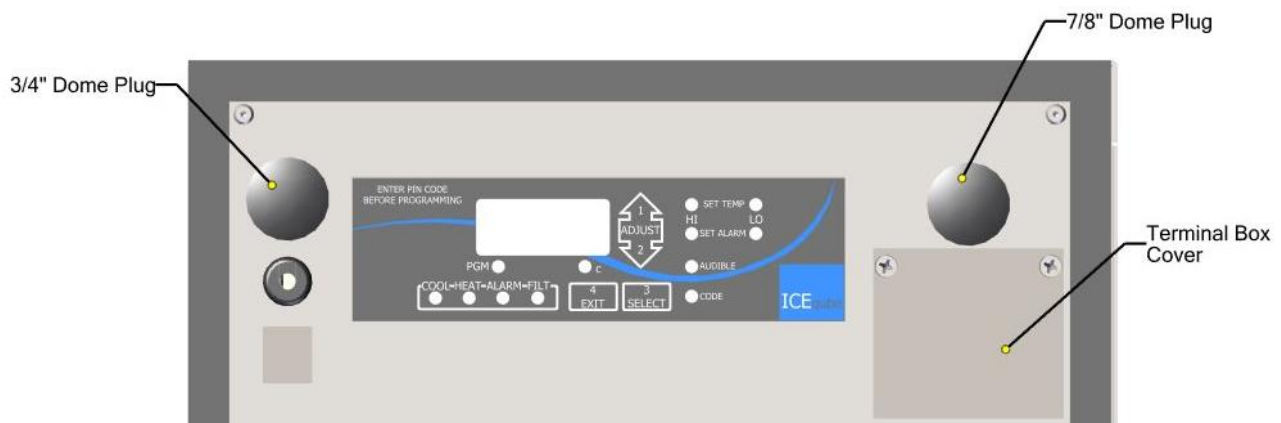 7/8" Dome Plug
3/4" Dome Plug
ENTER PIN CODE
BEFORE PROGRAMMING
1
ADJUST
2
SET TEMP
HI LO
SET ALARM
PGM
C
AUDIBLE
COOL HEAT ALARM FILT
4
EXIT
3
SELECT
CODE
ICEqube
Terminal Box
Cover